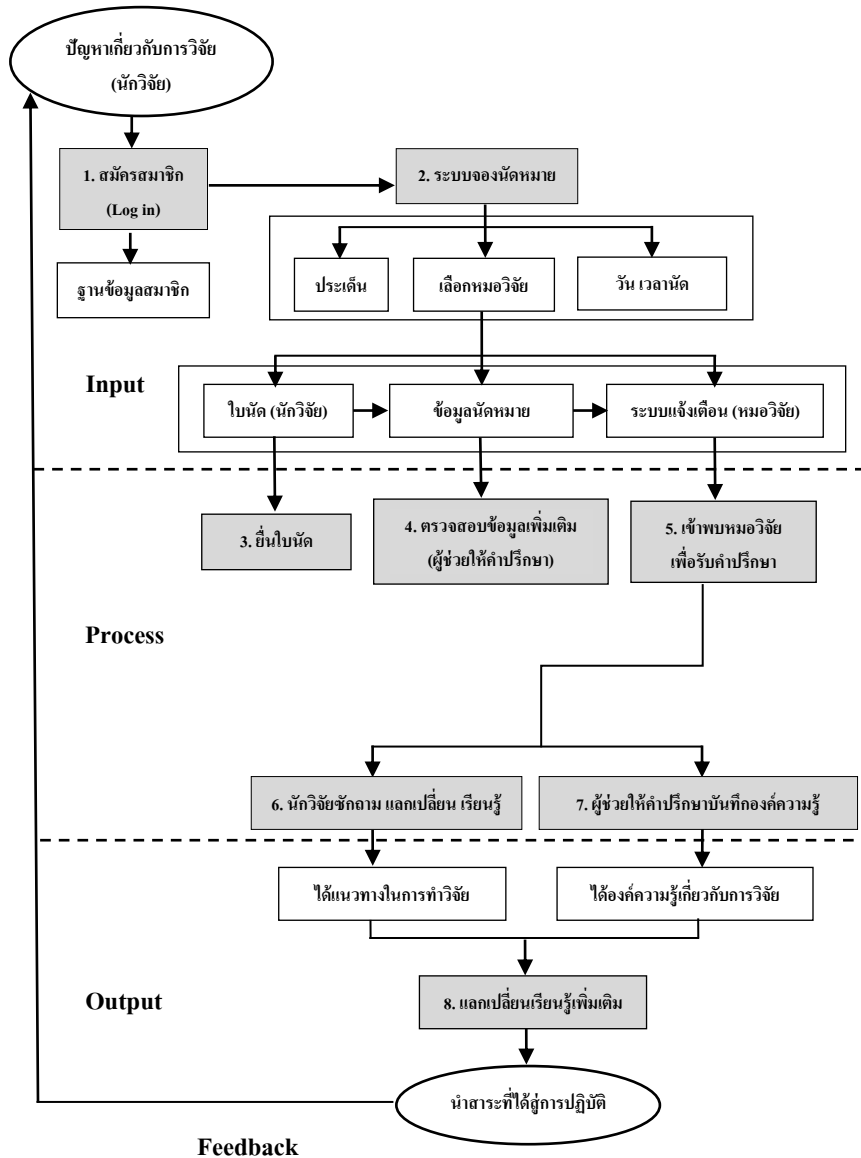 ปัญหาเกี่ยวกับการวิจัย
(นักวิจัย)
1. สมัครสมาชิก
(Log in)
2. ระบบจองนัดหมาย
ฐานข้อมูลสมาชิก
ประเด็น
เลือกหมอวิจัย
วัน เวลานัด
Input
ใบนัด (นักวิจัย)
ข้อมูลนัดหมาย
ระบบแจ้งเตือน (หมอวิจัย)
3. ยื่นใบนัด
4. ตรวจสอบข้อมูลเพิ่มเติม
(ผู้ช่วยให้คำปรึกษา)
5. เข้าพบหมอวิจัย
เพื่อรับคำปรึกษา
Process
6. นักวิจัยซักถาม แลกเปลี่ยน เรียนรู้
7. ผู้ช่วยให้คำปรึกษาบันทึกองค์ความรู้
ได้แนวทางในการทำวิจัย
ได้องค์ความรู้เกี่ยวกับการวิจัย
Output
8. แลกเปลี่ยนเรียนรู้เพิ่มเติม
นำสาระที่ได้สู่การปฏิบัติ
Feedback